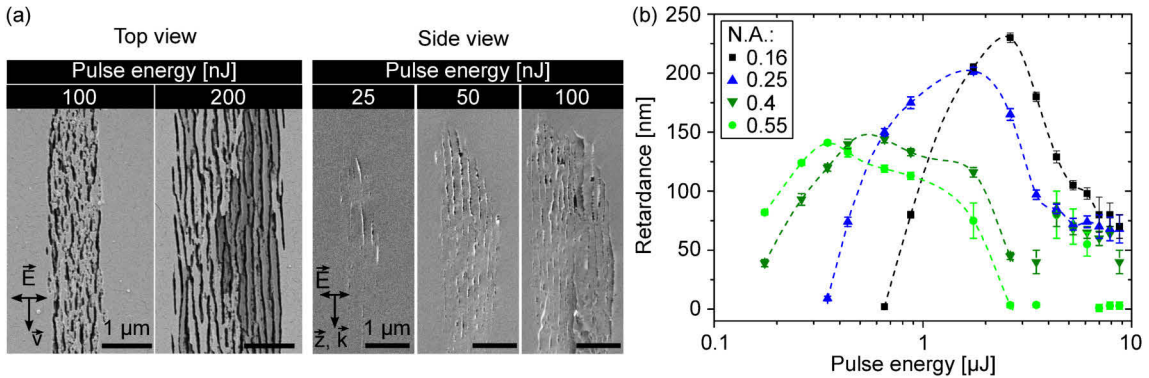 (a)
Top view
Side view
Pulse energy [nJ]
Pulse energy [nJ]
100
200
25
50
100
E
v
1 µm
E
z, k
1 µm
(b)
N.A.:
0.16
0.25
0.4
0.55
Retardance [nm]
250
200
150
100
50
0
0.1
1
10
Pulse energy [µJ]